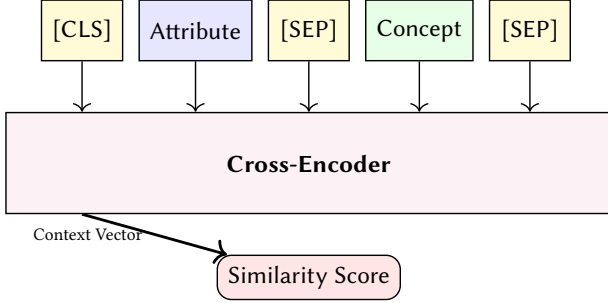 [CLS] Attribute [SEP] Concept [SEP]
Cross-Encoder
Context Vector
Similarity Score